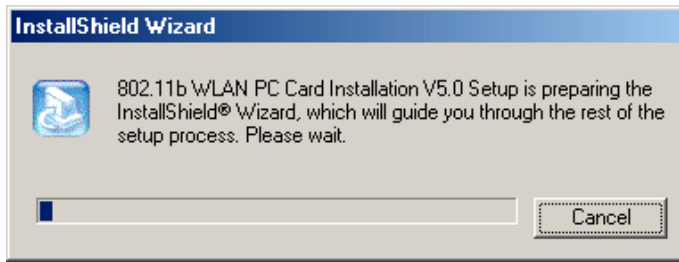 InstallShield Wizard
802.11b WLAN PC Card Installation V5.0 Setup is preparing the
InstallShield® Wizard, which will guide you through the rest of the
setup process. Please wait.
Cancel